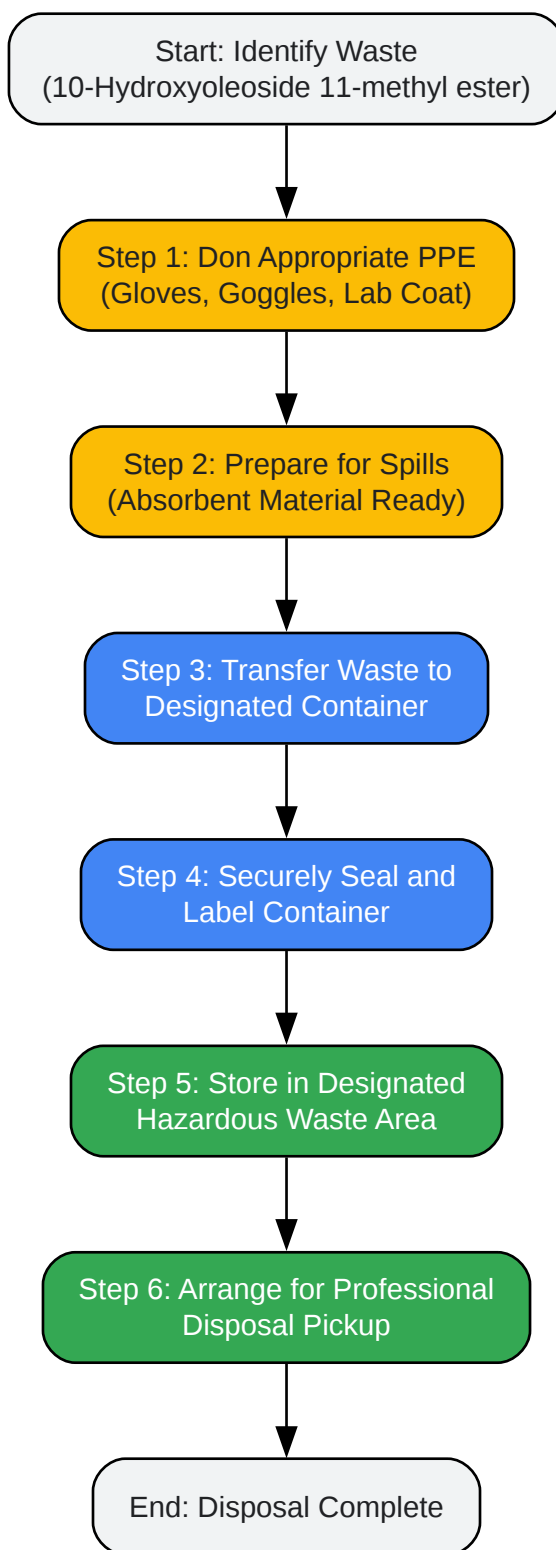 Start: Identify Waste
(10-Hydroxyoleoside 11-methyl ester)
Step 1: Don Appropriate PPE
(Gloves, Goggles, Lab Coat)
Step 2: Prepare for Spills
(Absorbent Material Ready)
Step 3: Transfer Waste to
Designated Container
Step 4: Securely Seal and
Label Container
Step 5: Store in Designated
Hazardous Waste Area
Step 6: Arrange for Professional
Disposal Pickup
End: Disposal Complete